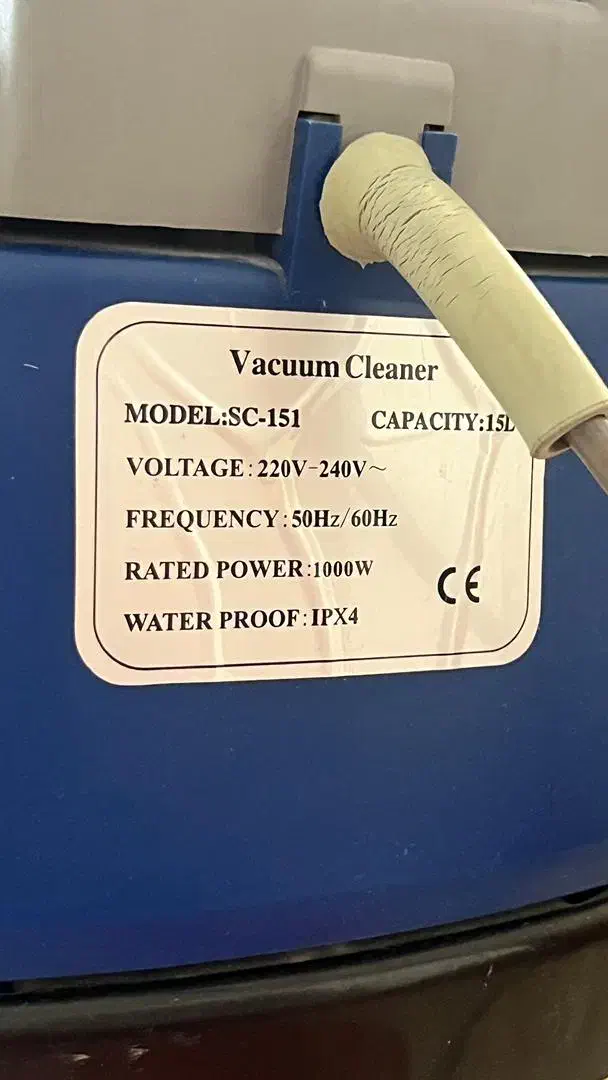 Vacuum Cleaner
MODEL:SC-151 CAPACITY:15L
VOLTAGE:220V-240V~
FREQUENCY:50Hz/60Hz
RATED POWER:1000W
CE
WATER PROOF:IPX4